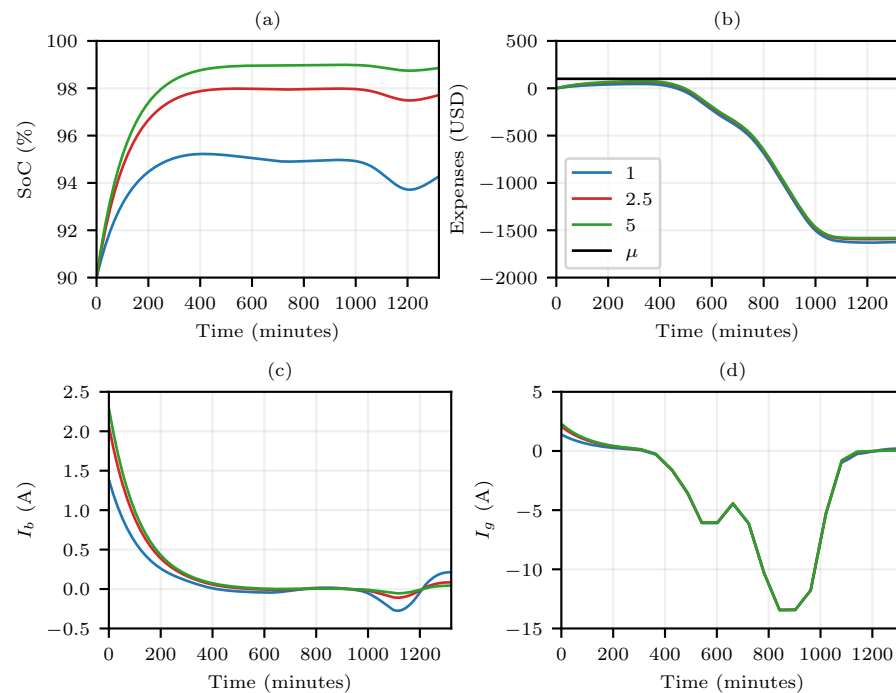 (a)
100
98
96
94
92
90
SoC (%)
0 200 400 600 800 1000 1200
Time (minutes)
(b)
500
0
−500
−1000
−1500
−2000
Expenses (USD)
1
2.5
5
μ
0 200 400 600 800 1000 1200
Time (minutes)
(c)
2.5
2.0
1.5
1.0
0.5
0.0
−0.5
I_b (A)
0 200 400 600 800 1000 1200
Time (minutes)
(d)
5
0
−5
−10
−15
I_g (A)
0 200 400 600 800 1000 1200
Time (minutes)